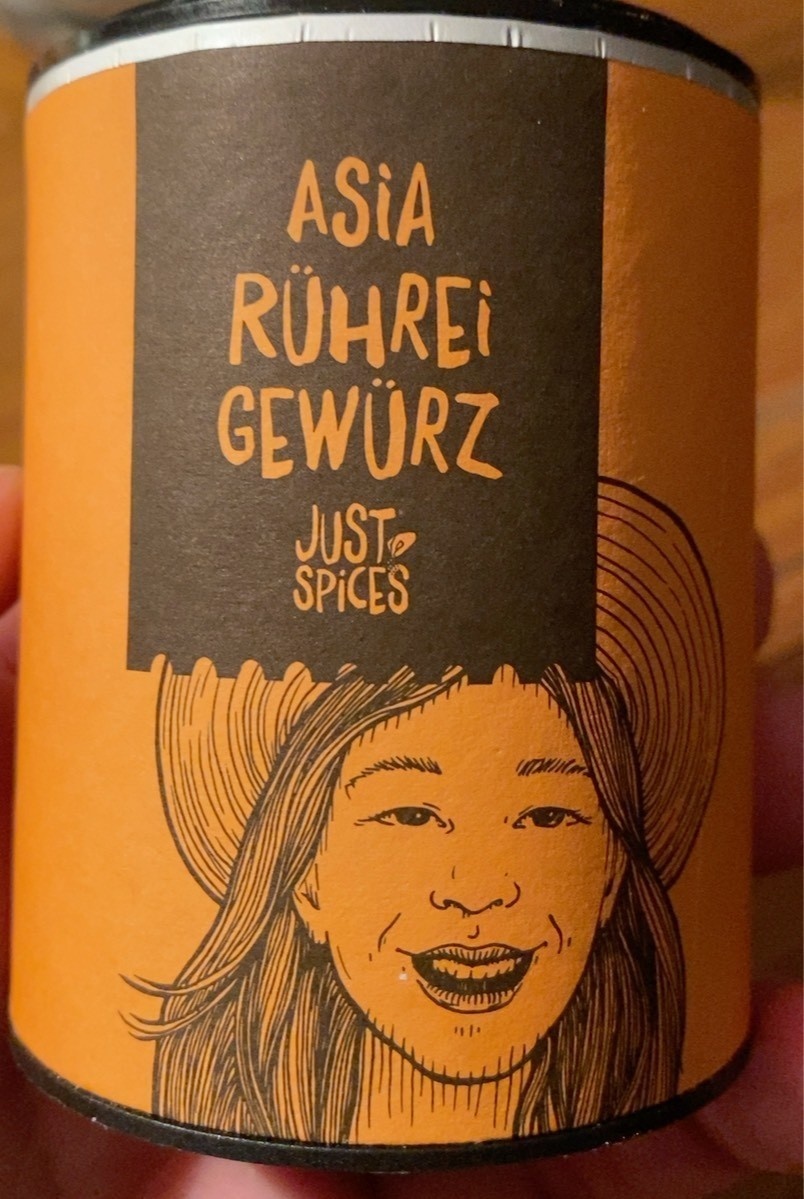 ASiA
RÜHREi
GEWÜRZ
JUST
SPiCES